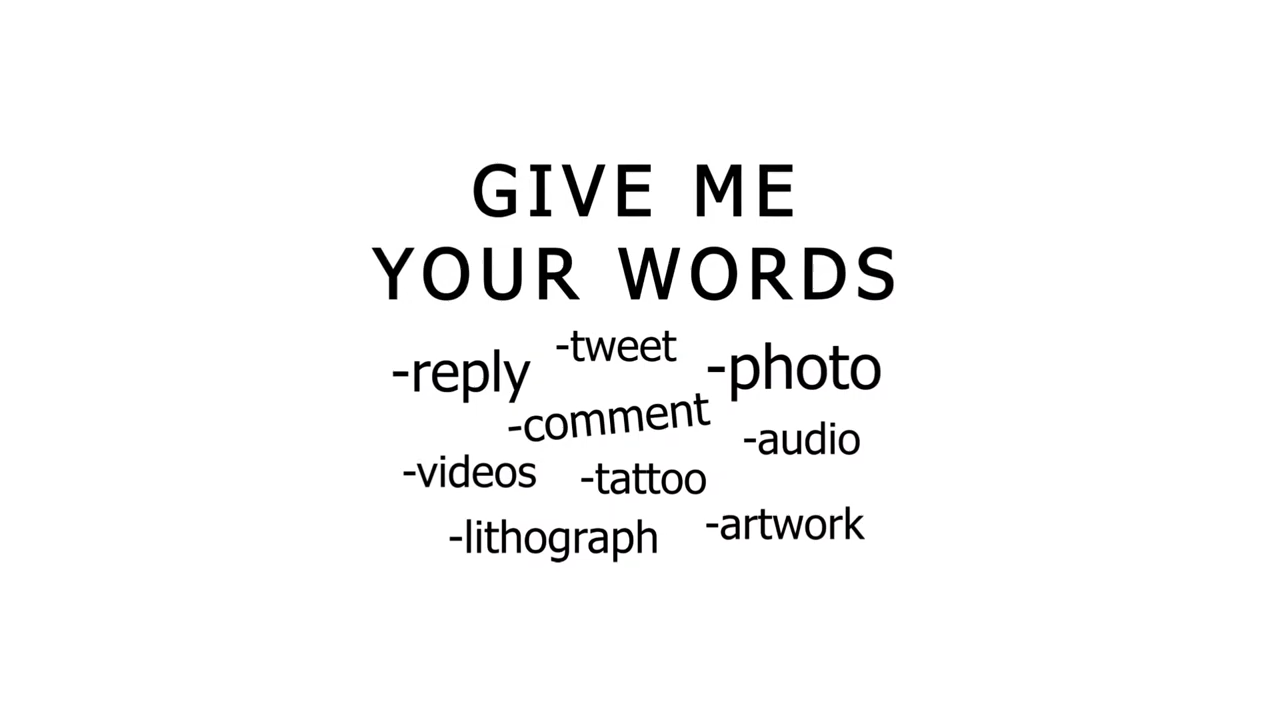 GIVE ME
YOUR WORDS
-reply -tweet -photo
-comment -audio
-videos -tattoo
-lithograph -artwork